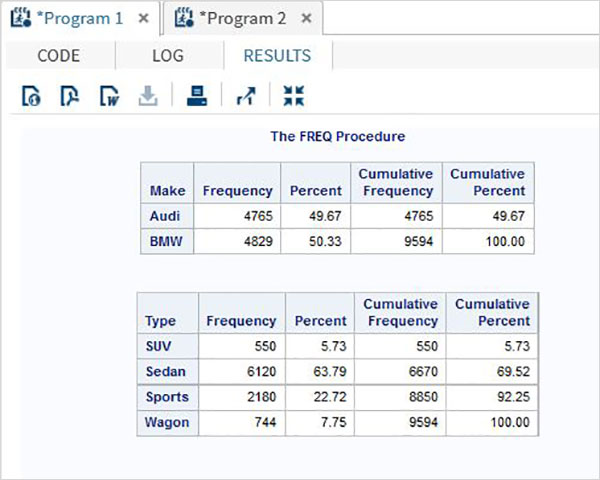 *Program 1 × *Program 2 ×
CODE LOG RESULTS
The FREQ Procedure
Make Frequency Percent Cumulative Frequency Cumulative Percent
Audi 4765 49.67 4765 49.67
BMW 4829 50.33 9594 100.00
Type Frequency Percent Cumulative Frequency Cumulative Percent
SUV 550 5.73 550 5.73
Sedan 6120 63.79 6670 69.52
Sports 2180 22.72 8850 92.25
Wagon 744 7.75 9594 100.00